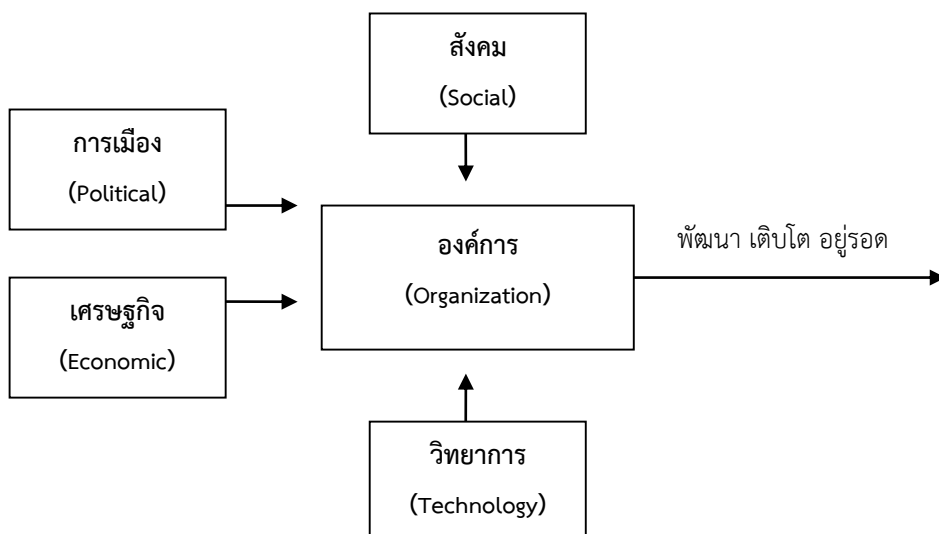 สังคม
(Social)
การเมือง
(Political)
องค์การ
(Organization)
พัฒนา เติบโต อยู่รอด
เศรษฐกิจ
(Economic)
วิทยาการ
(Technology)